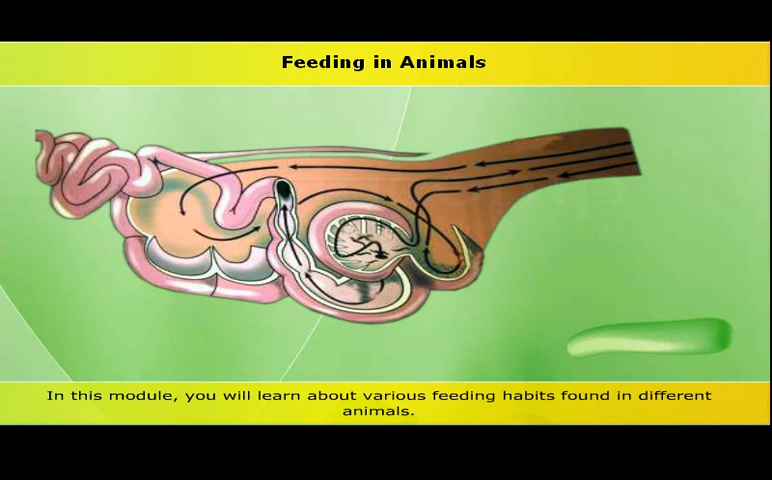 Feeding in Animals
In this module, you will learn about various feeding habits found in different
animals.